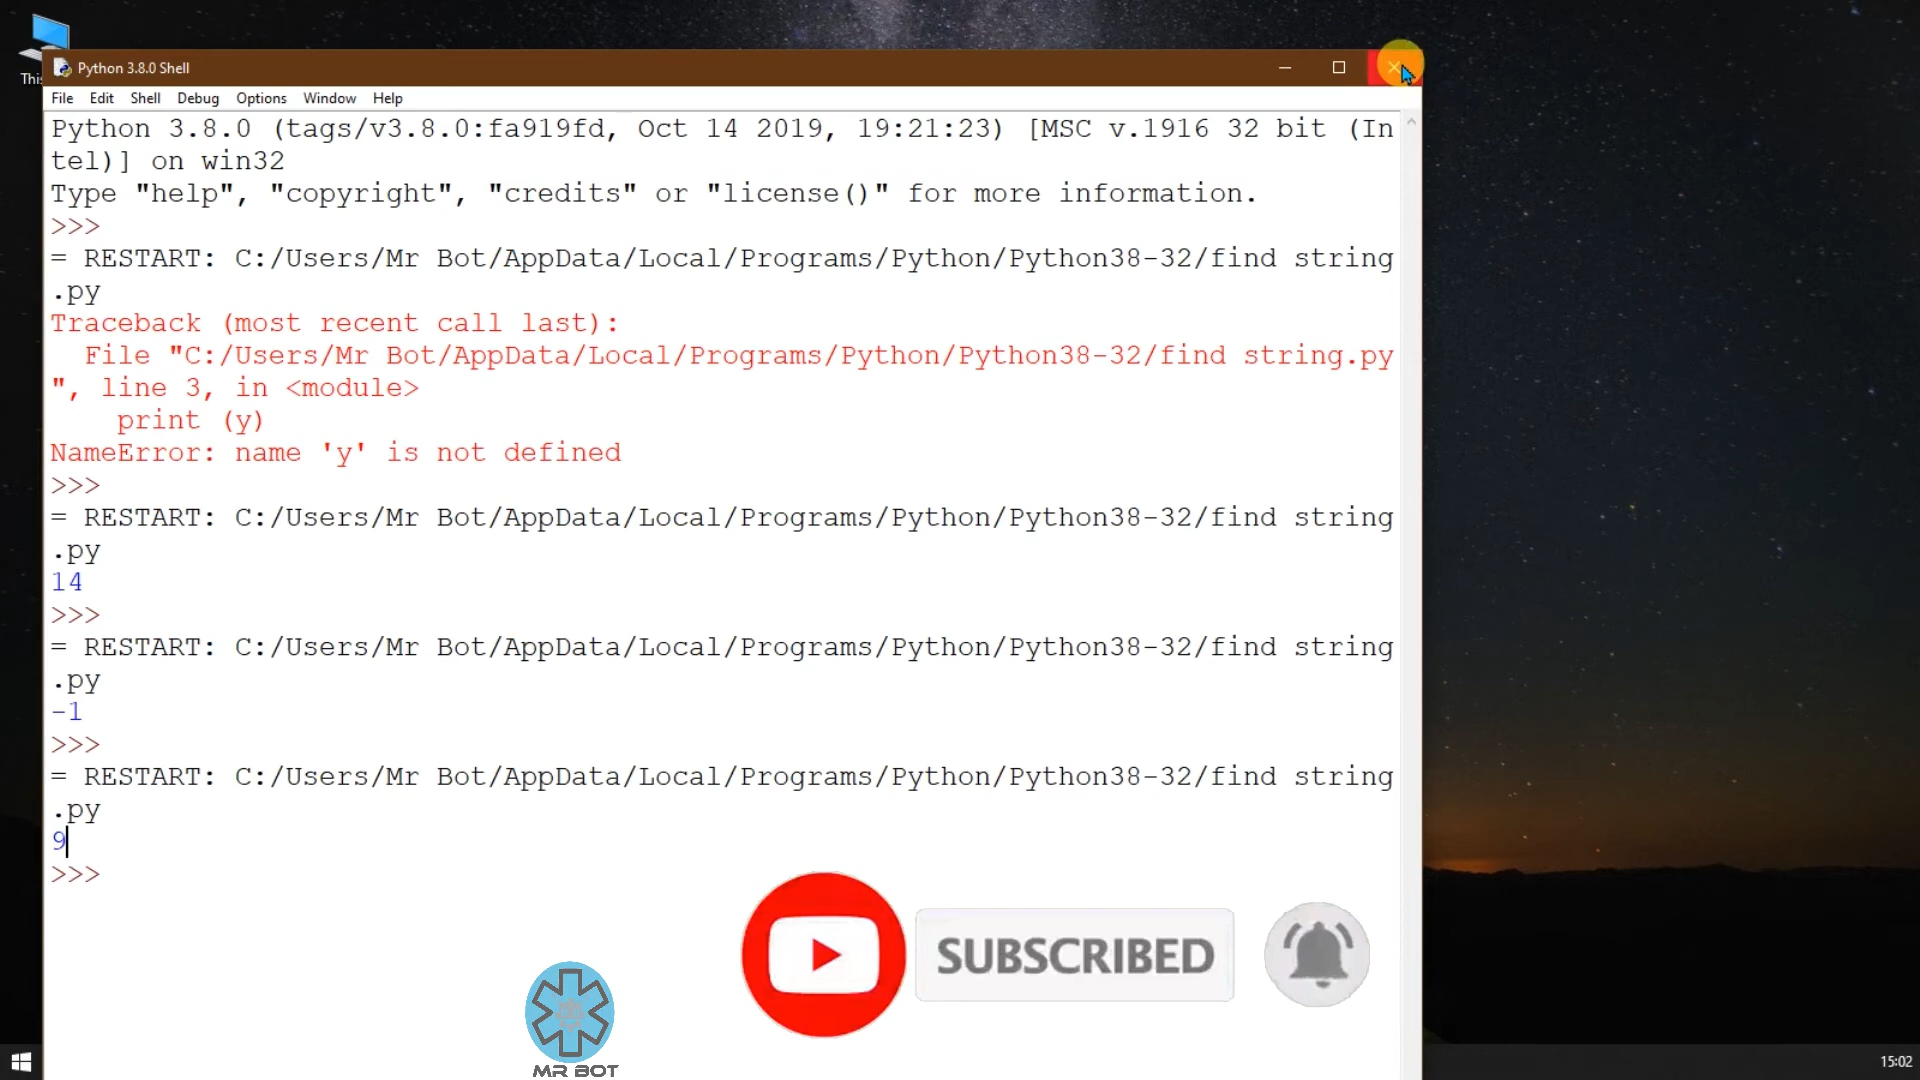 This
Python 3.8.0 Shell
File Edit Shell Debug Options Window Help
Python 3.8.0 (tags/v3.8.0:fa919fd, Oct 14 2019, 19:21:23) [MSC v.1916 32 bit (In
tel)] on win32
Type "help", "copyright", "credits" or "license()" for more information.
>>>
= RESTART: C:/Users/Mr Bot/AppData/Local/Programs/Python/Python38-32/find string
.py
Traceback (most recent call last):
  File "C:/Users/Mr Bot/AppData/Local/Programs/Python/Python38-32/find string.py
", line 3, in <module>
    print (y)
NameError: name 'y' is not defined
>>>
= RESTART: C:/Users/Mr Bot/AppData/Local/Programs/Python/Python38-32/find string
.py
14
>>>
= RESTART: C:/Users/Mr Bot/AppData/Local/Programs/Python/Python38-32/find string
.py
-1
>>>
= RESTART: C:/Users/Mr Bot/AppData/Local/Programs/Python/Python38-32/find string
.py
9
>>>
SUBSCRIBED
MR BOT
15:02